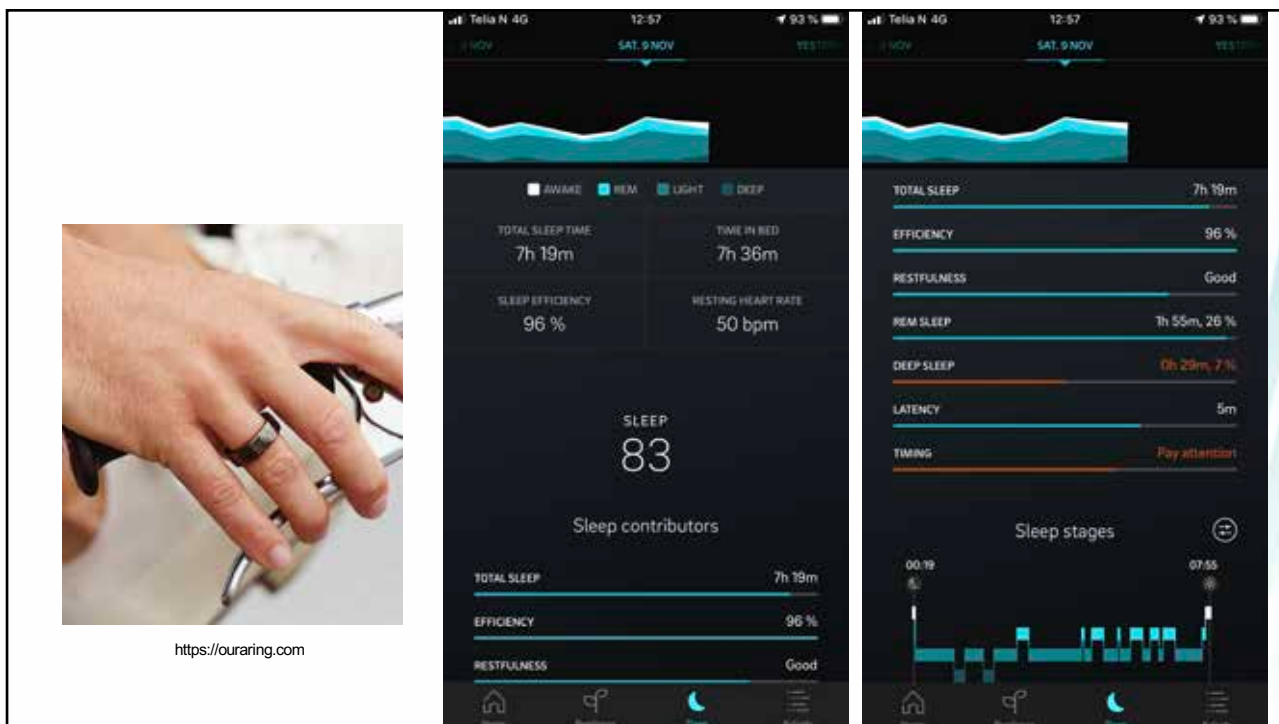 https://ouraring.com
Telia N 4G 12:57 93 %
NOV SAT. 9 NOV
AWAKE REM LIGHT DEEP
TOTAL SLEEP TIME TIME IN BED
7h 19m 7h 36m
SLEEP EFFICIENCY RESTING HEART RATE
96 % 50 bpm
SLEEP
83
Sleep contributors
TOTAL SLEEP 7h 19m
EFFICIENCY 96 %
RESTFULNESS Good
Telia N 4G 12:57 93 %
NOV SAT. 9 NOV
TOTAL SLEEP 7h 19m
EFFICIENCY 96 %
RESTFULNESS Good
REM SLEEP 1h 55m, 26 %
DEEP SLEEP 0h 29m, 7 %
LATENCY 5m
TIMING Pay attention
Sleep stages
00:19 07:55